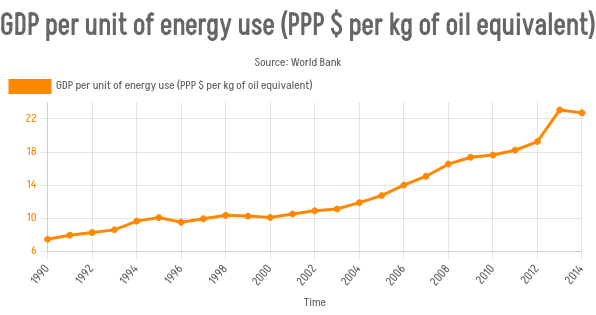 GDP per unit of energy use (PPP $ per kg of oil equivalent)
Source: World Bank
GDP per unit of energy use (PPP $ per kg of oil equivalent)
22
18
14
10
6
1990 1992 1994 1996 1998 2000 2002 2004 2006 2008 2010 2012 2014
Time